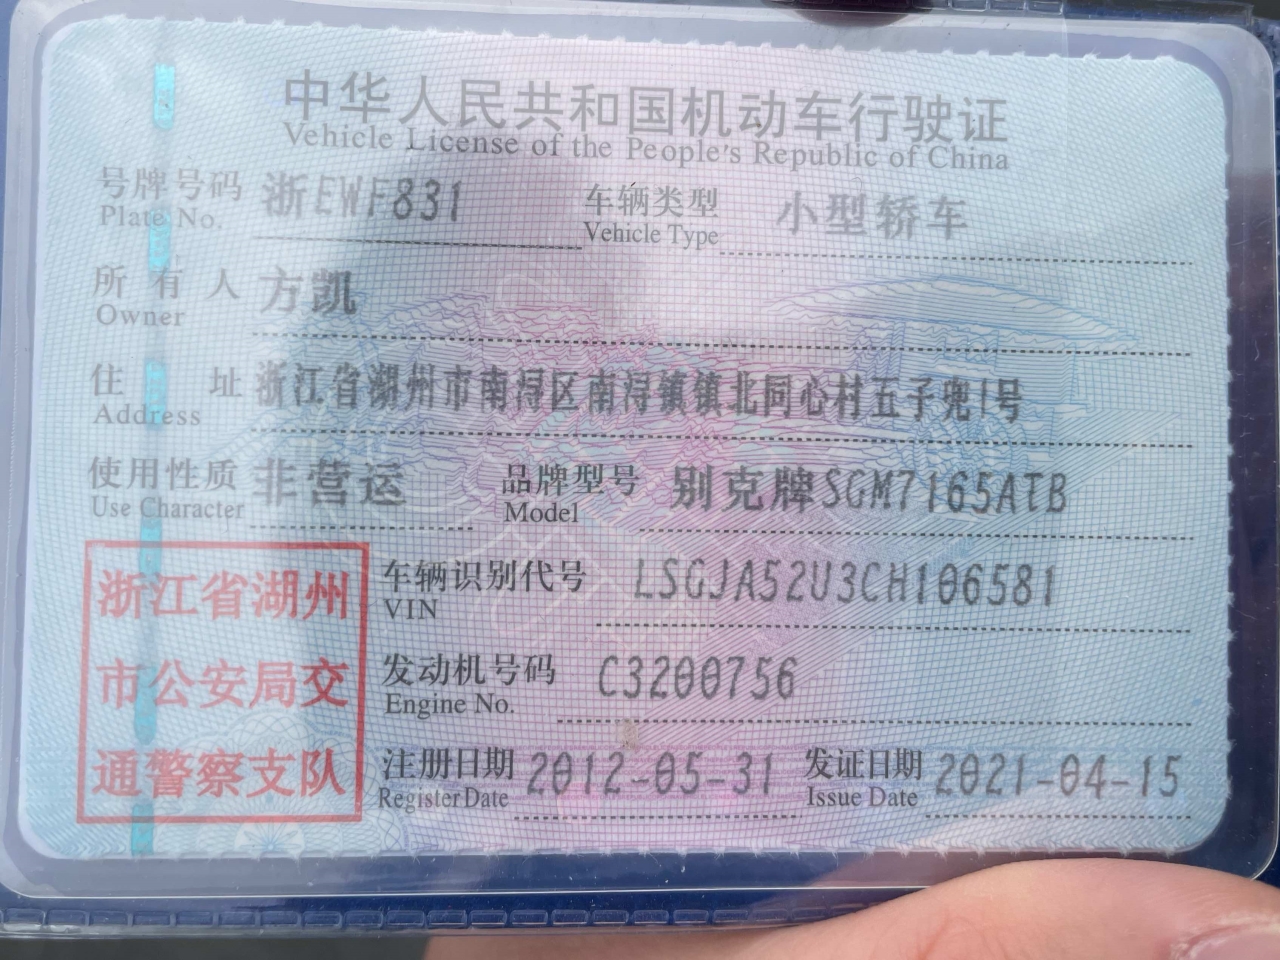 中华人民共和国机动车行驶证
Vehicle License of the People's Republic of China
号牌号码 浙EWF831 车辆类型 小型轿车
Plate No. Vehicle Type
所有人 方凯
Owner
住址 浙江省湖州市南浔区南浔镇镇北同心村五子兜1号
Address
使用性质 非营运 品牌型号 别克牌SGM7165ATB
Use Character Model
浙江省湖州
市公安局交
通警察支队
车辆识别代号 LSGJA52U3CH106581
VIN
发动机号码 C3200756
Engine No.
注册日期 2012-05-31 发证日期 2021-04-15
Register Date Issue Date